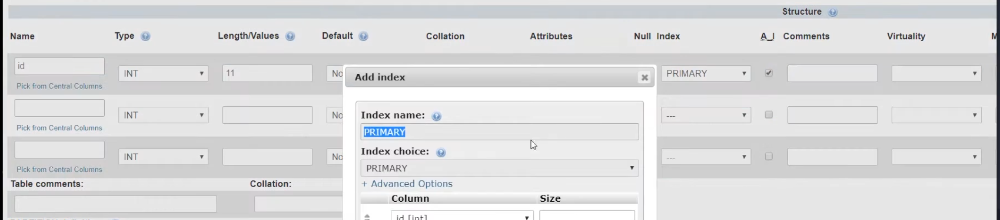 Structure
Name Type Length/Values Default Collation Attributes Null Index A_I Comments Virtuality
id INT 11 No PRIMARY
Pick from Central Columns
INT No ---
Pick from Central Columns
INT No ---
Pick from Central Columns
Table comments: Collation:
Add index
Index name:
PRIMARY
Index choice:
PRIMARY
+ Advanced Options
Column Size
id [int]